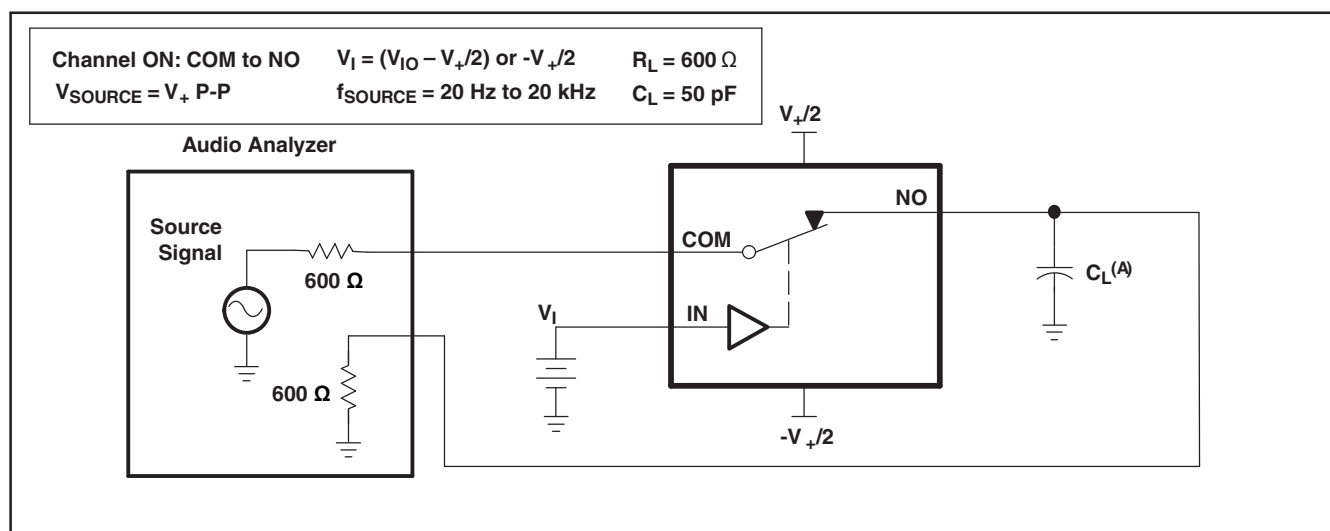 Channel ON: COM to NO V_I = (V_IO – V_+/2) or -V_+/2 R_L = 600 Ω
V_SOURCE = V_+ P-P f_SOURCE = 20 Hz to 20 kHz C_L = 50 pF
V_+/2
Audio Analyzer
NO
Source
Signal
COM
600 Ω
C_L^(A)
V_I
IN
600 Ω
-V_+/2